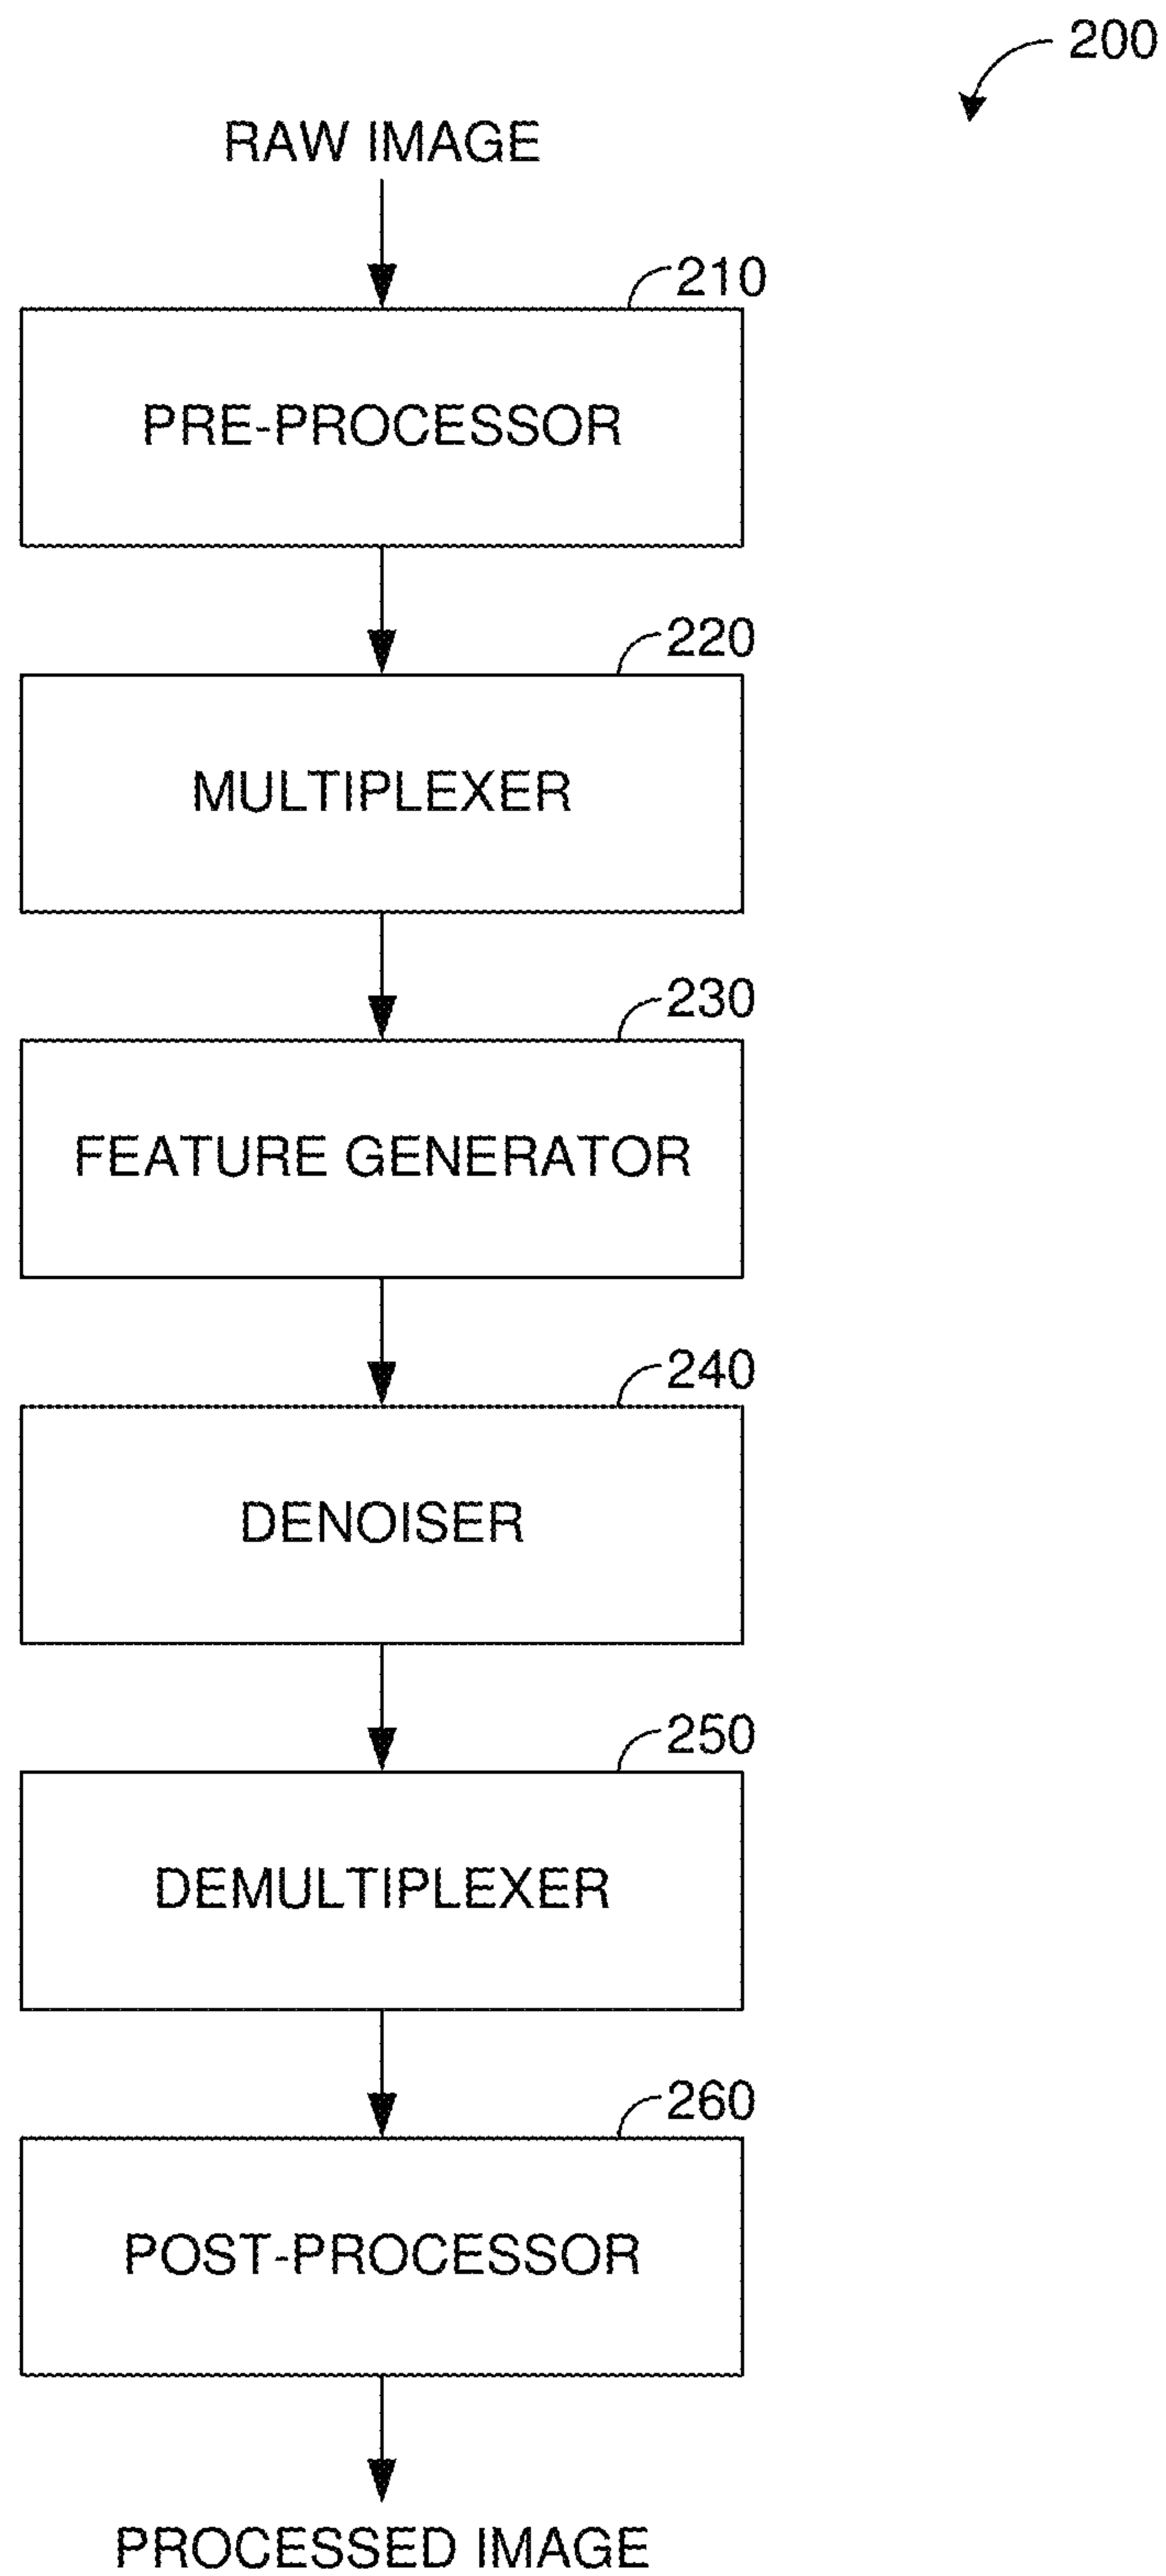 200
RAW IMAGE
210
PRE-PROCESSOR
220
MULTIPLEXER
230
FEATURE GENERATOR
240
DENOISER
250
DEMULTIPLEXER
260
POST-PROCESSOR
PROCESSED IMAGE